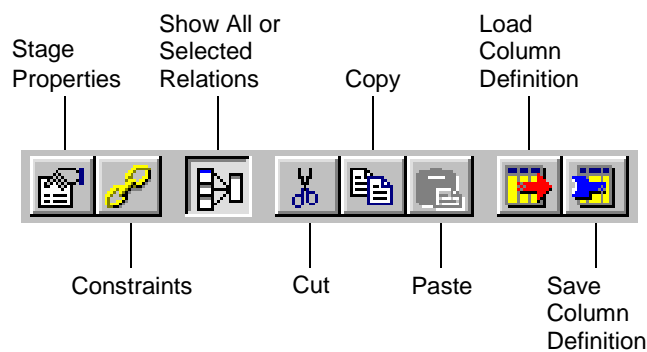 Stage
Properties
Show All or
Selected
Relations
Copy
Load
Column
Definition
Constraints
Cut
Paste
Save
Column
Definition